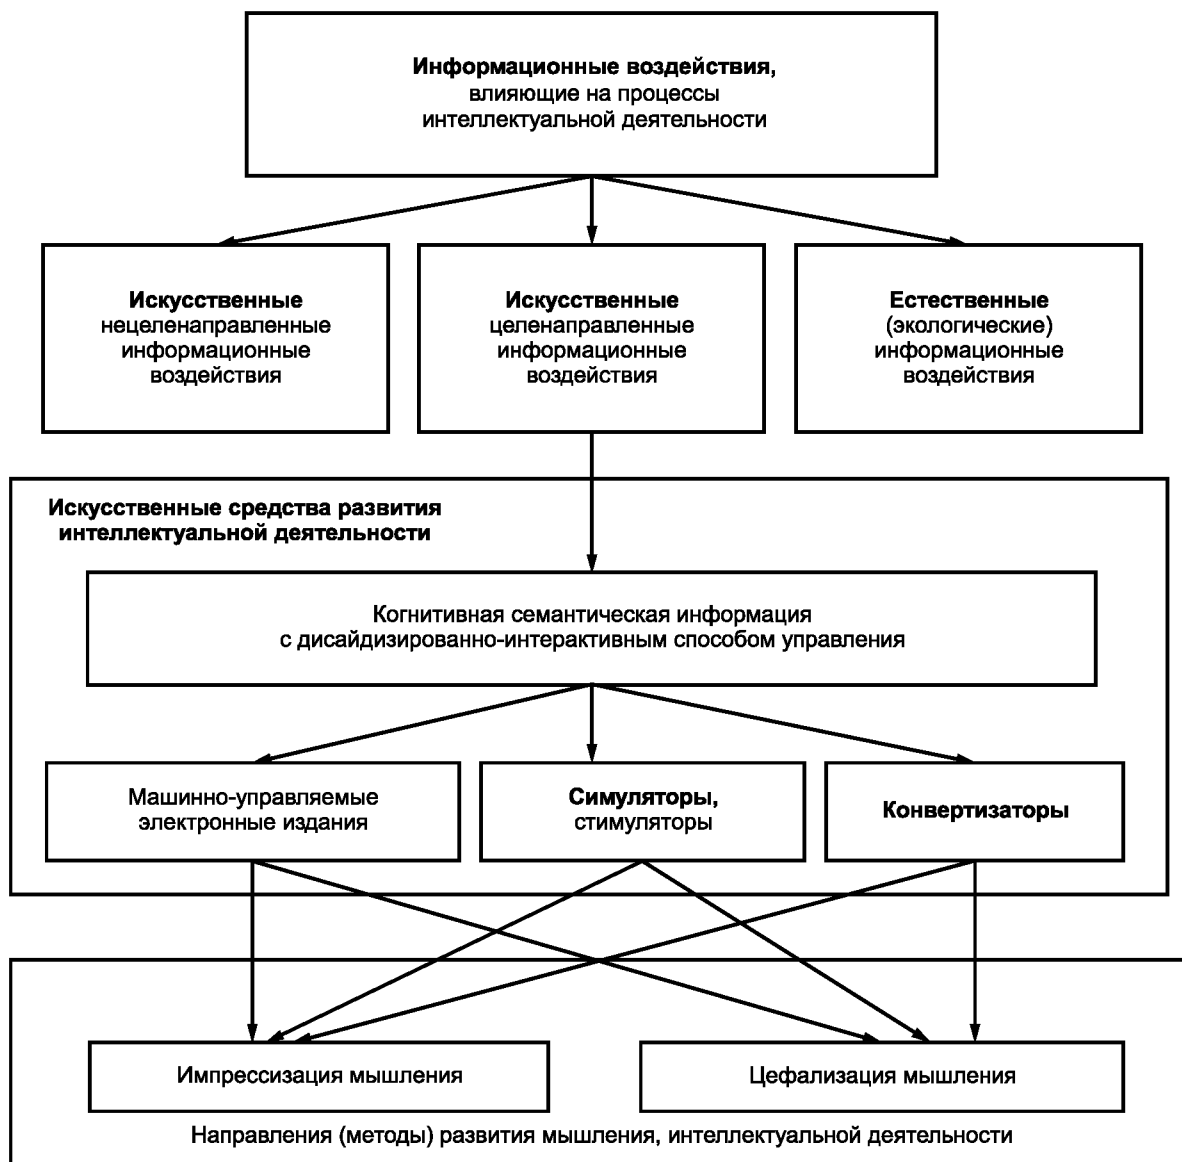 Информационные воздействия,
влияющие на процессы
интеллектуальной деятельности
Искусственные
нецеленаправленные
информационные
воздействия
Искусственные
целенаправленные
информационные
воздействия
Естественные
(экологические)
информационные
воздействия
Искусственные средства развития
интеллектуальной деятельности
Когнитивная семантическая информация
с дисайдизированно-интерактивным способом управления
Машинно-управляемые
электронные издания
Симуляторы,
стимуляторы
Конвертизаторы
Импрессизация мышления
Цефализация мышления
Направления (методы) развития мышления, интеллектуальной деятельности